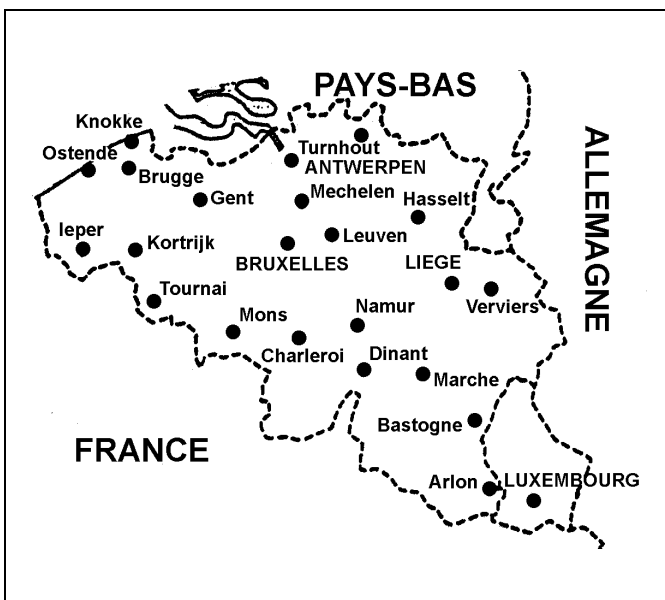 PAYS-BAS
Knokke
Turnhout
Ostende
ANTWERPEN
Brugge
Mechelen
Gent
Hasselt
ALLEMAGNE
Ieper
Kortrijk
Leuven
BRUXELLES
LIEGE
Tournai
Namur
Verviers
Mons
Charleroi
Dinant
Marche
Bastogne
FRANCE
Arlon
LUXEMBOURG